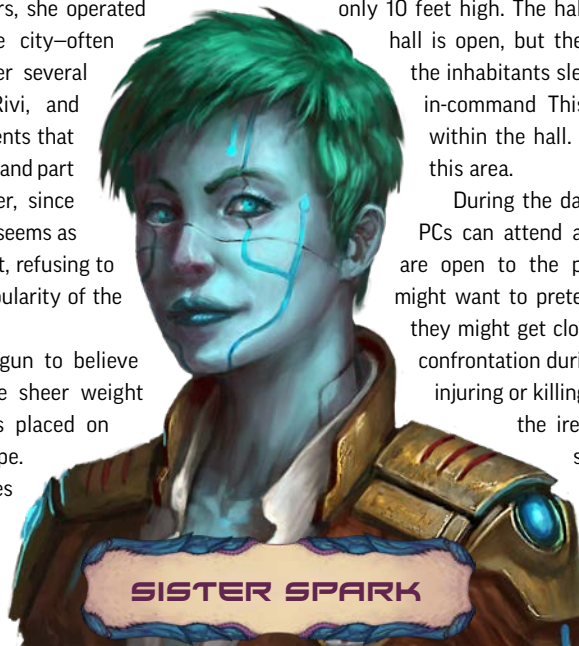 rs, she operated
e city—often
er several
Rivi, and
ents that
and part
er, since
seems as
t, refusing to
pularity of the
gun to believe
e sheer weight
s placed on
pe.
es
only 10 feet high. The hal
hall is open, but the
the inhabitants sle
in-command This
within the hall.
this area.
During the da
PCs can attend a
are open to the p
might want to prete
they might get clo
confrontation duri
injuring or killing
the ire
s
SISTER SPARK